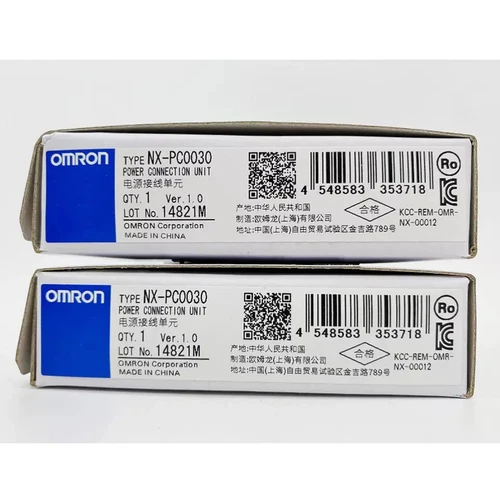 OMRON
TYPE NX-PC0030
POWER CONNECTION UNIT
电源接线单元
QTY. 1 Ver.1.0
LOT No. 14821M
OMRON Corporation
MADE IN CHINA
4 548583 353718
产地:中华人民共和国
制造:欧姆龙(上海)有限公司
地址:中国(上海)自由贸易试验区金吉路789号
合格
Ro
KCC-REM-OMR-
NX-00012
OMRON
TYPE NX-PC0030
POWER CONNECTION UNIT
电源接线单元
QTY. 1 Ver.1.0
LOT No. 14821M
OMRON Corporation
MADE IN CHINA
4 548583 353718
产地:中华人民共和国
制造:欧姆龙(上海)有限公司
地址:中国(上海)自由贸易试验区金吉路789号
合格
Ro
KCC-REM-OMR-
NX-00012